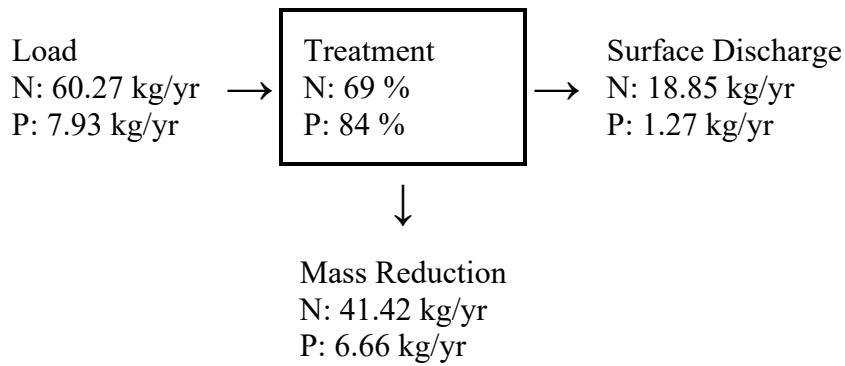 Load
N: 60.27 kg/yr
P: 7.93 kg/yr
→
Treatment
N: 69 %
P: 84 %
→
Surface Discharge
N: 18.85 kg/yr
P: 1.27 kg/yr
↓
Mass Reduction
N: 41.42 kg/yr
P: 6.66 kg/yr